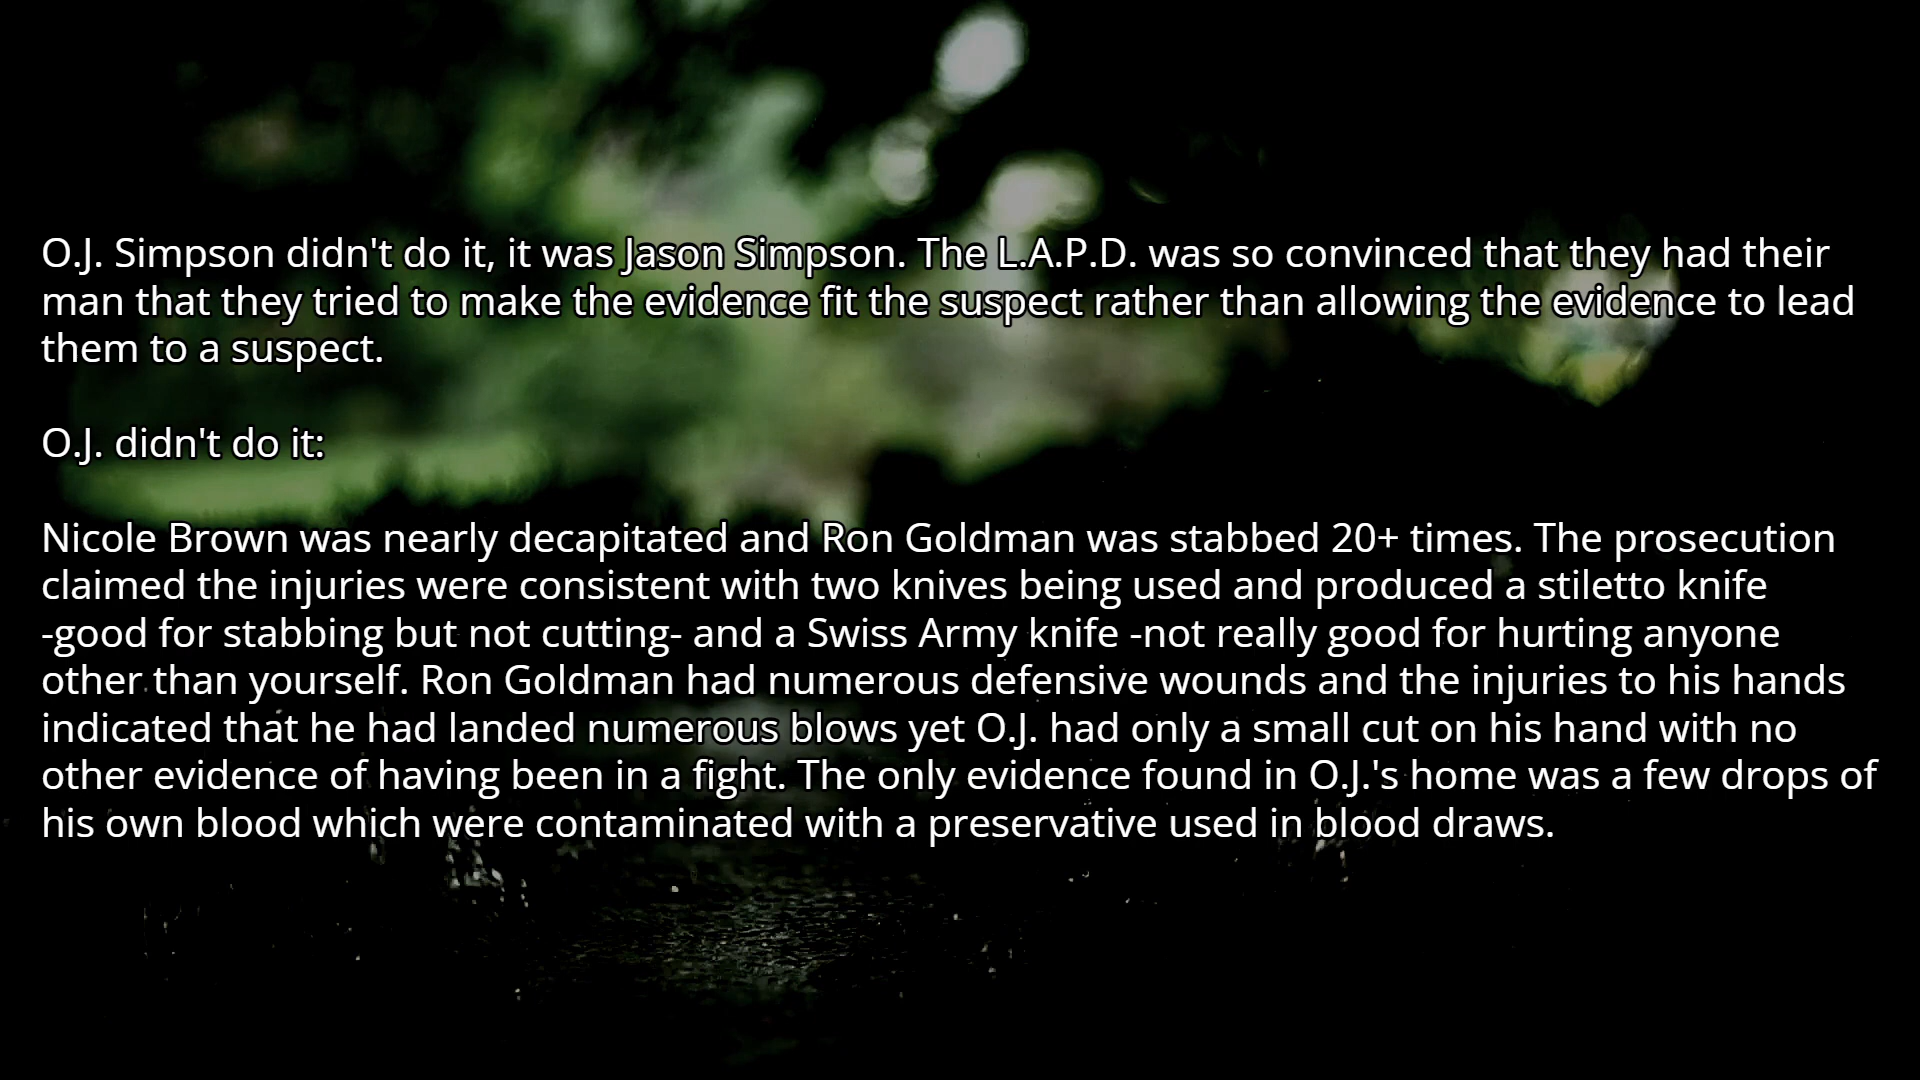 O.J. Simpson didn't do it, it was Jason Simpson. The L.A.P.D. was so convinced that they had their
man that they tried to make the evidence fit the suspect rather than allowing the evidence to lead
them to a suspect.
O.J. didn't do it:
Nicole Brown was nearly decapitated and Ron Goldman was stabbed 20+ times. The prosecution
claimed the injuries were consistent with two knives being used and produced a stiletto knife
-good for stabbing but not cutting- and a Swiss Army knife -not really good for hurting anyone
other than yourself. Ron Goldman had numerous defensive wounds and the injuries to his hands
indicated that he had landed numerous blows yet O.J. had only a small cut on his hand with no
other evidence of having been in a fight. The only evidence found in O.J.'s home was a few drops of
his own blood which were contaminated with a preservative used in blood draws.